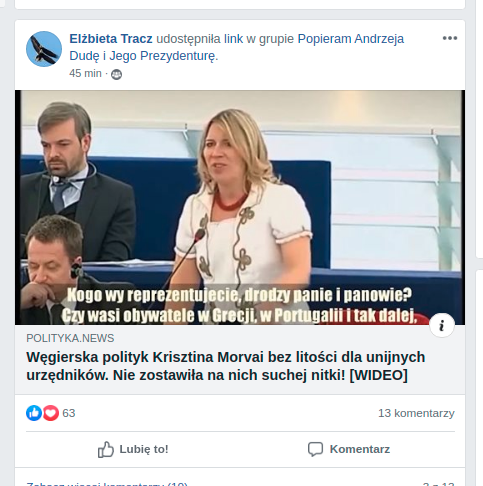 Elżbieta Tracz udostępniła link w grupie Popieram Andrzeja
Dudę i Jego Prezydenturę.
45 min ·
Kogo wy reprezentujecie, drodzy panie i panowie?
Czy wasi obywatele w Grecji, w Portugalii i tak dalej,
POLITYKA.NEWS
Węgierska polityk Krisztina Morvai bez litości dla unijnych
urzędników. Nie zostawiła na nich suchej nitki! [WIDEO]
63
13 komentarzy
Lubię to!
Komentarz